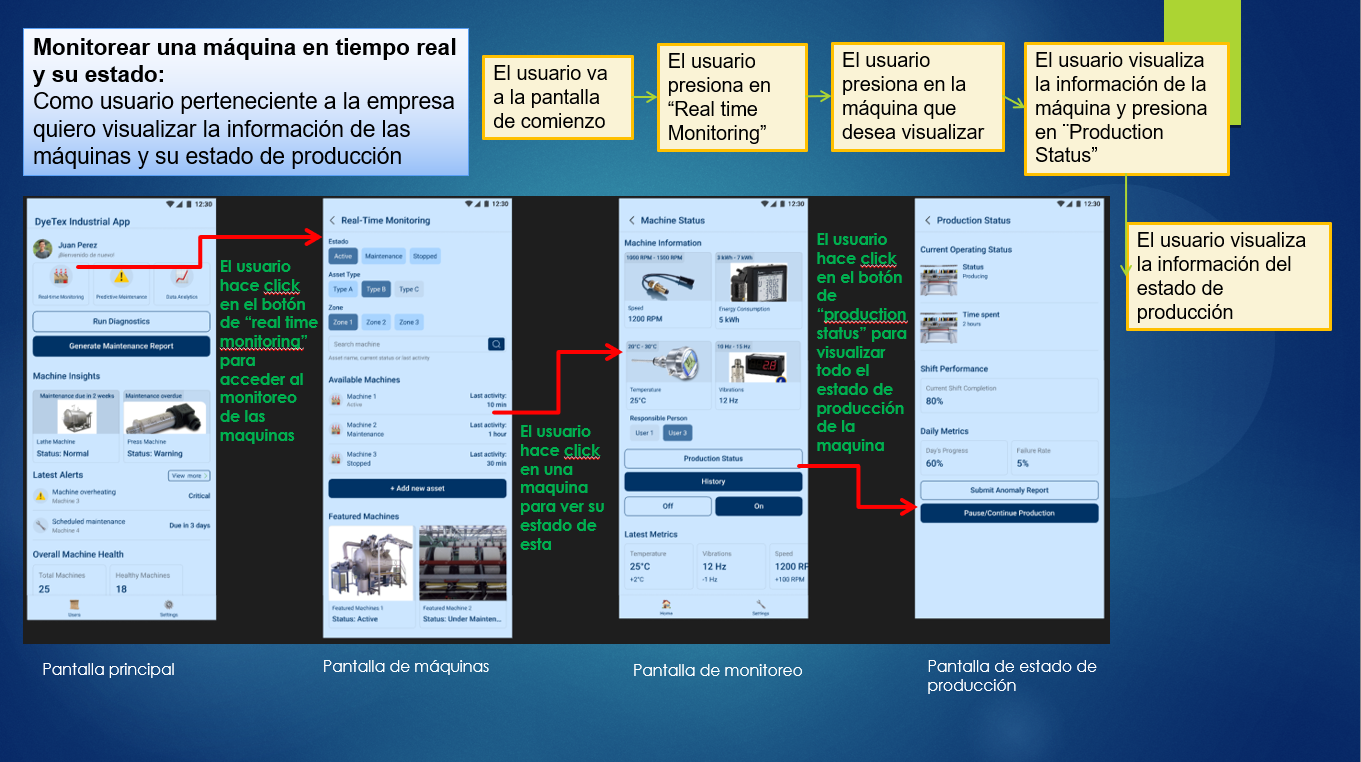 Monitorear una máquina en tiempo real
y su estado:
Como usuario perteneciente a la empresa
quiero visualizar la información de las
máquinas y su estado de producción
El usuario va
a la pantalla
de comienzo
El usuario
presiona en
“Real time
Monitoring”
El usuario
presiona en la
máquina que
desea visualizar
El usuario visualiza
la información de la
máquina y presiona
en ¨Production
Status”
El usuario visualiza
la información del
estado de
producción
12:30
DyeTex Industrial App
Juan Perez
¡Bienvenido de nuevo!
Real-time Monitoring
Predictive Maintenance
Data Analytics
Run Diagnostics
Generate Maintenance Report
Machine Insights
Maintenance due in 2 weeks
Maintenance overdue
Lathe Machine
Status: Normal
Press Machine
Status: Warning
Latest Alerts
View more >
Machine overheating
Machine 3
Critical
Scheduled maintenance
Machine 4
Due in 3 days
Overall Machine Health
Total Machines
25
Healthy Machines
18
Users
Settings
El usuario
hace click
en el botón
de “real time
monitoring”
para
acceder al
monitoreo
de las
maquinas
12:30
Real-Time Monitoring
Estado
Active
Maintenance
Stopped
Asset Type
Type A
Type B
Type C
Zone
Zone 1
Zone 2
Zone 3
Search machine
Asset name, current status or last activity
Available Machines
Machine 1
Active
Last activity:
10 min
Machine 2
Maintenance
Last activity:
1 hour
Machine 3
Stopped
Last activity:
30 min
+ Add new asset
Featured Machines
Featured Machines 1
Status: Active
Featured Machine 2
Status: Under Mainten...
El usuario
hace click
en una
maquina
para ver su
estado de
esta
12:30
Machine Status
Machine Information
1000 RPM - 1500 RPM
3 kWh - 7 kWh
Speed
1200 RPM
Energy Consumption
5 kWh
20°C - 30°C
10 Hz - 15 Hz
Temperature
25°C
Vibrations
12 Hz
Responsible Person
User 1
User 3
Production Status
History
Off
On
Latest Metrics
Temperature
25°C
+2°C
Vibrations
12 Hz
-1 Hz
Speed
1200 RP
+100 RPM
Home
Settings
El usuario
hace click
en el botón
de
“production
status” para
visualizar
todo el
estado de
producción
de la
maquina
12:30
Production Status
Current Operating Status
Status
Producing
Time spent
2 hours
Shift Performance
Current Shift Completion
80%
Daily Metrics
Day's Progress
60%
Failure Rate
5%
Submit Anomaly Report
Pause/Continue Production
Pantalla principal
Pantalla de máquinas
Pantalla de monitoreo
Pantalla de estado de
producción